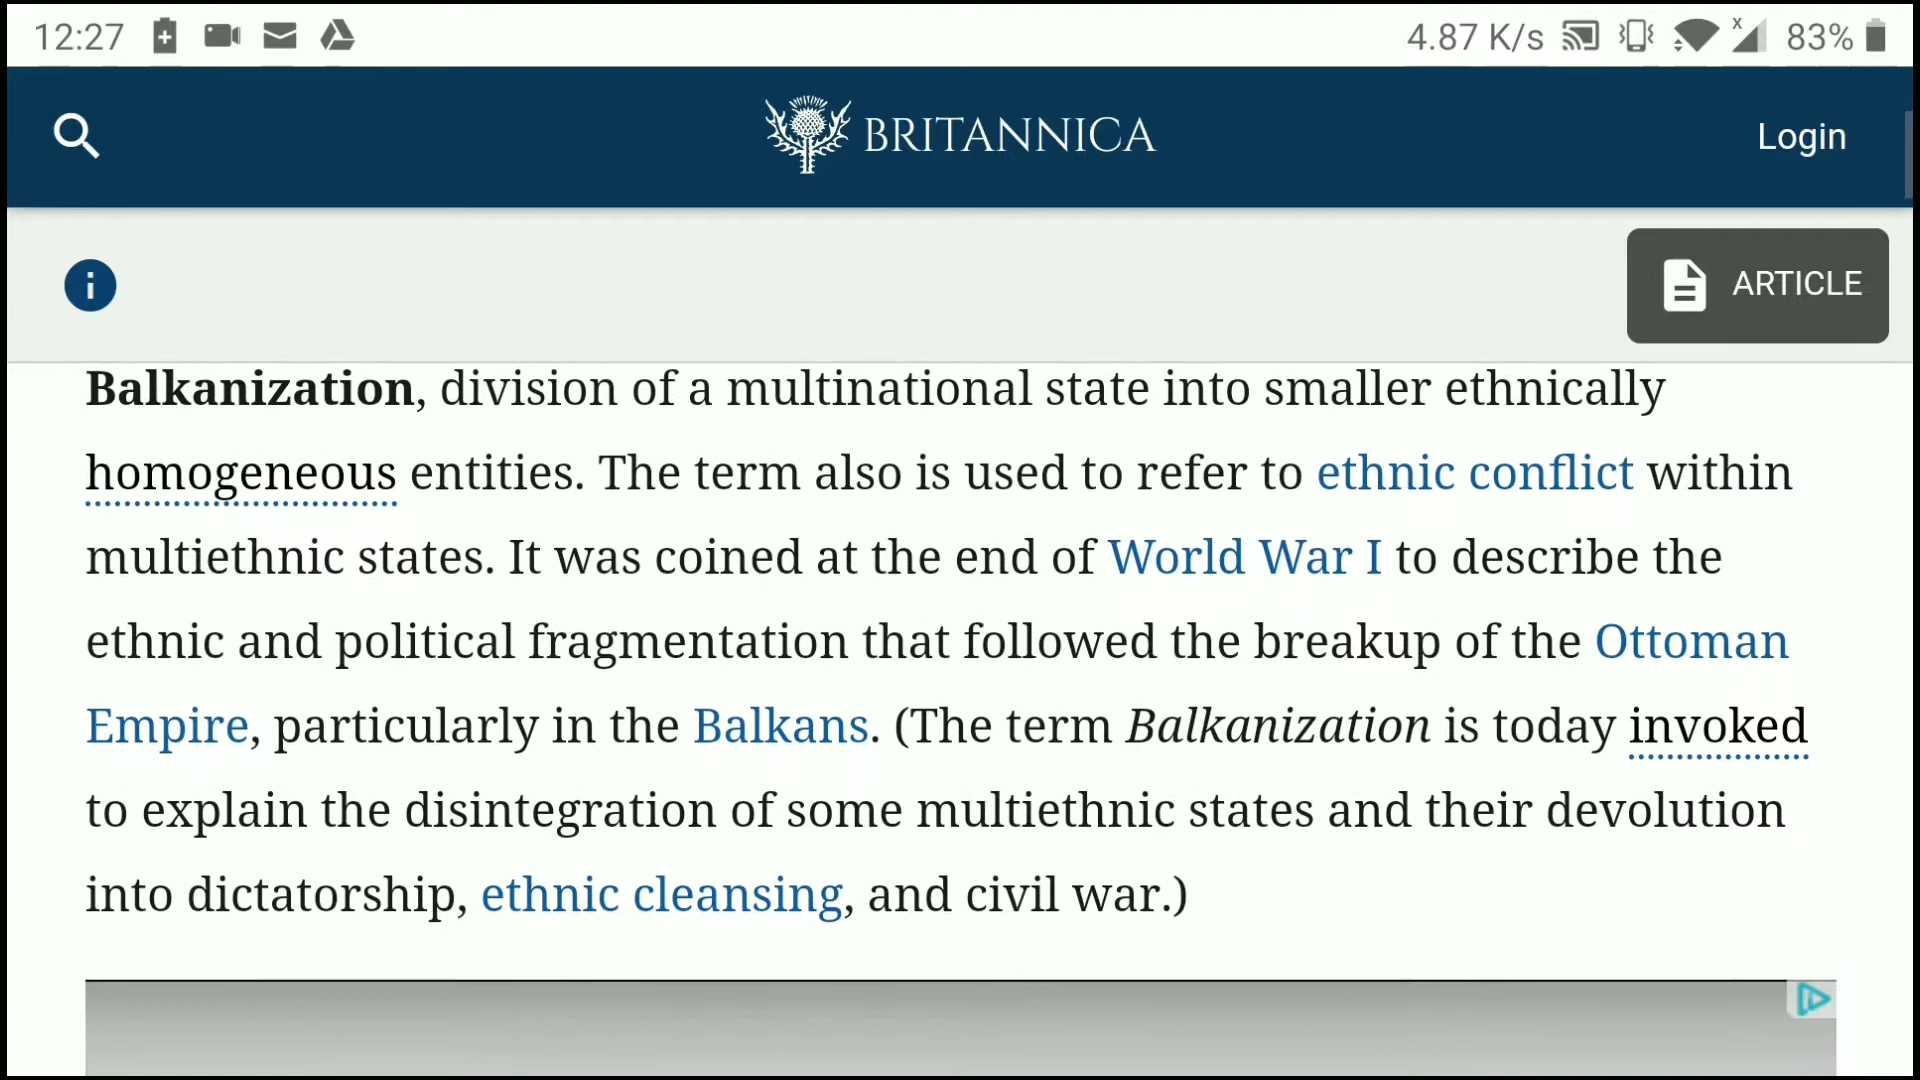 12:27 4.87 K/s x 83%
BRITANNICA Login
i ARTICLE
Balkanization, division of a multinational state into smaller ethnically
homogeneous entities. The term also is used to refer to ethnic conflict within
multiethnic states. It was coined at the end of World War I to describe the
ethnic and political fragmentation that followed the breakup of the Ottoman
Empire, particularly in the Balkans. (The term Balkanization is today invoked
to explain the disintegration of some multiethnic states and their devolution
into dictatorship, ethnic cleansing, and civil war.)